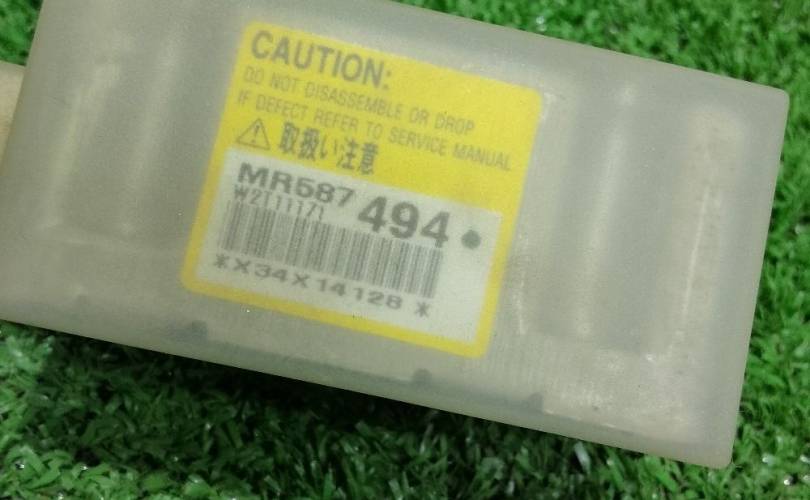 CAUTION:
DO NOT DISASSEMBLE OR DROP
IF DEFECT REFER TO SERVICE MANUAL
⚠ 取扱い注意
MR587 494 ●
W2T11171
*X34X14128*